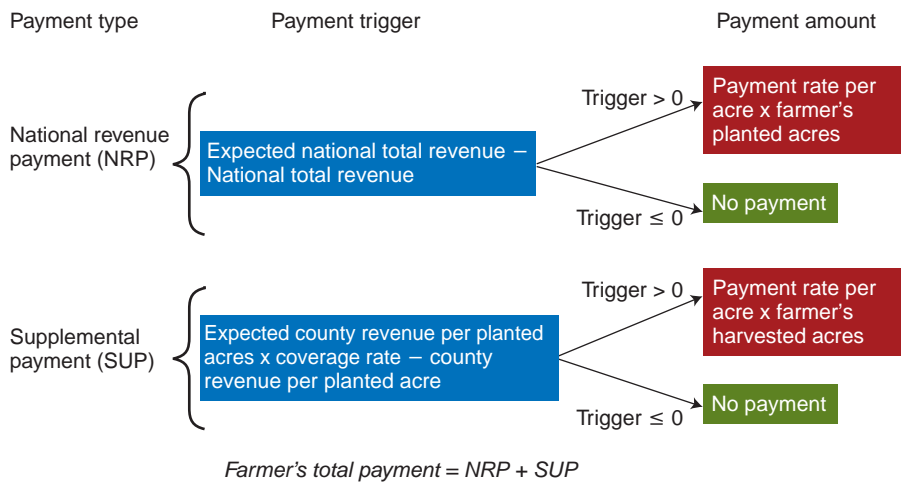 Payment type
Payment trigger
Payment amount
National revenue
payment (NRP)
Expected national total revenue −
National total revenue
Trigger > 0
Payment rate per
acre x farmer's
planted acres
Trigger ≤ 0
No payment
Supplemental
payment (SUP)
Expected county revenue per planted
acres x coverage rate − county
revenue per planted acre
Trigger > 0
Payment rate per
acre x farmer's
harvested acres
Trigger ≤ 0
No payment
Farmer's total payment = NRP + SUP